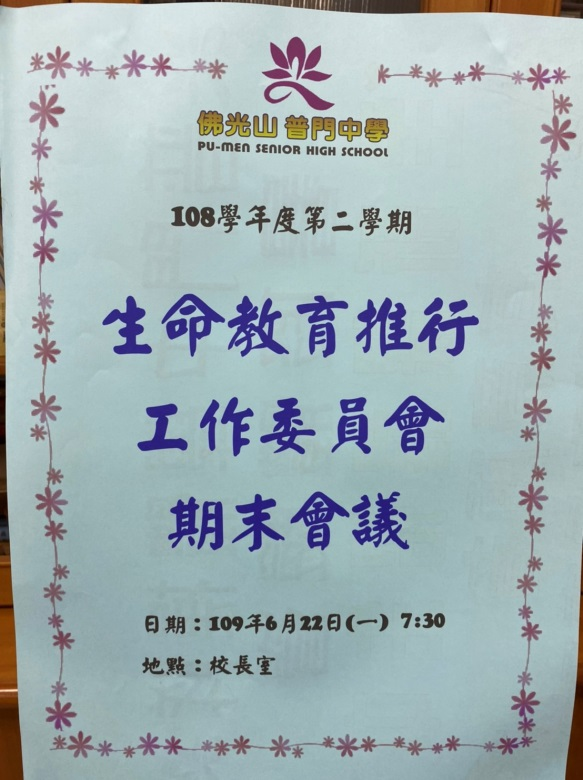 佛光山 普門中學
PU-MEN SENIOR HIGH SCHOOL
108學年度第二學期
生命教育推行
工作委員會
期末會議
日期：109年6月22日(一) 7:30
地點：校長室